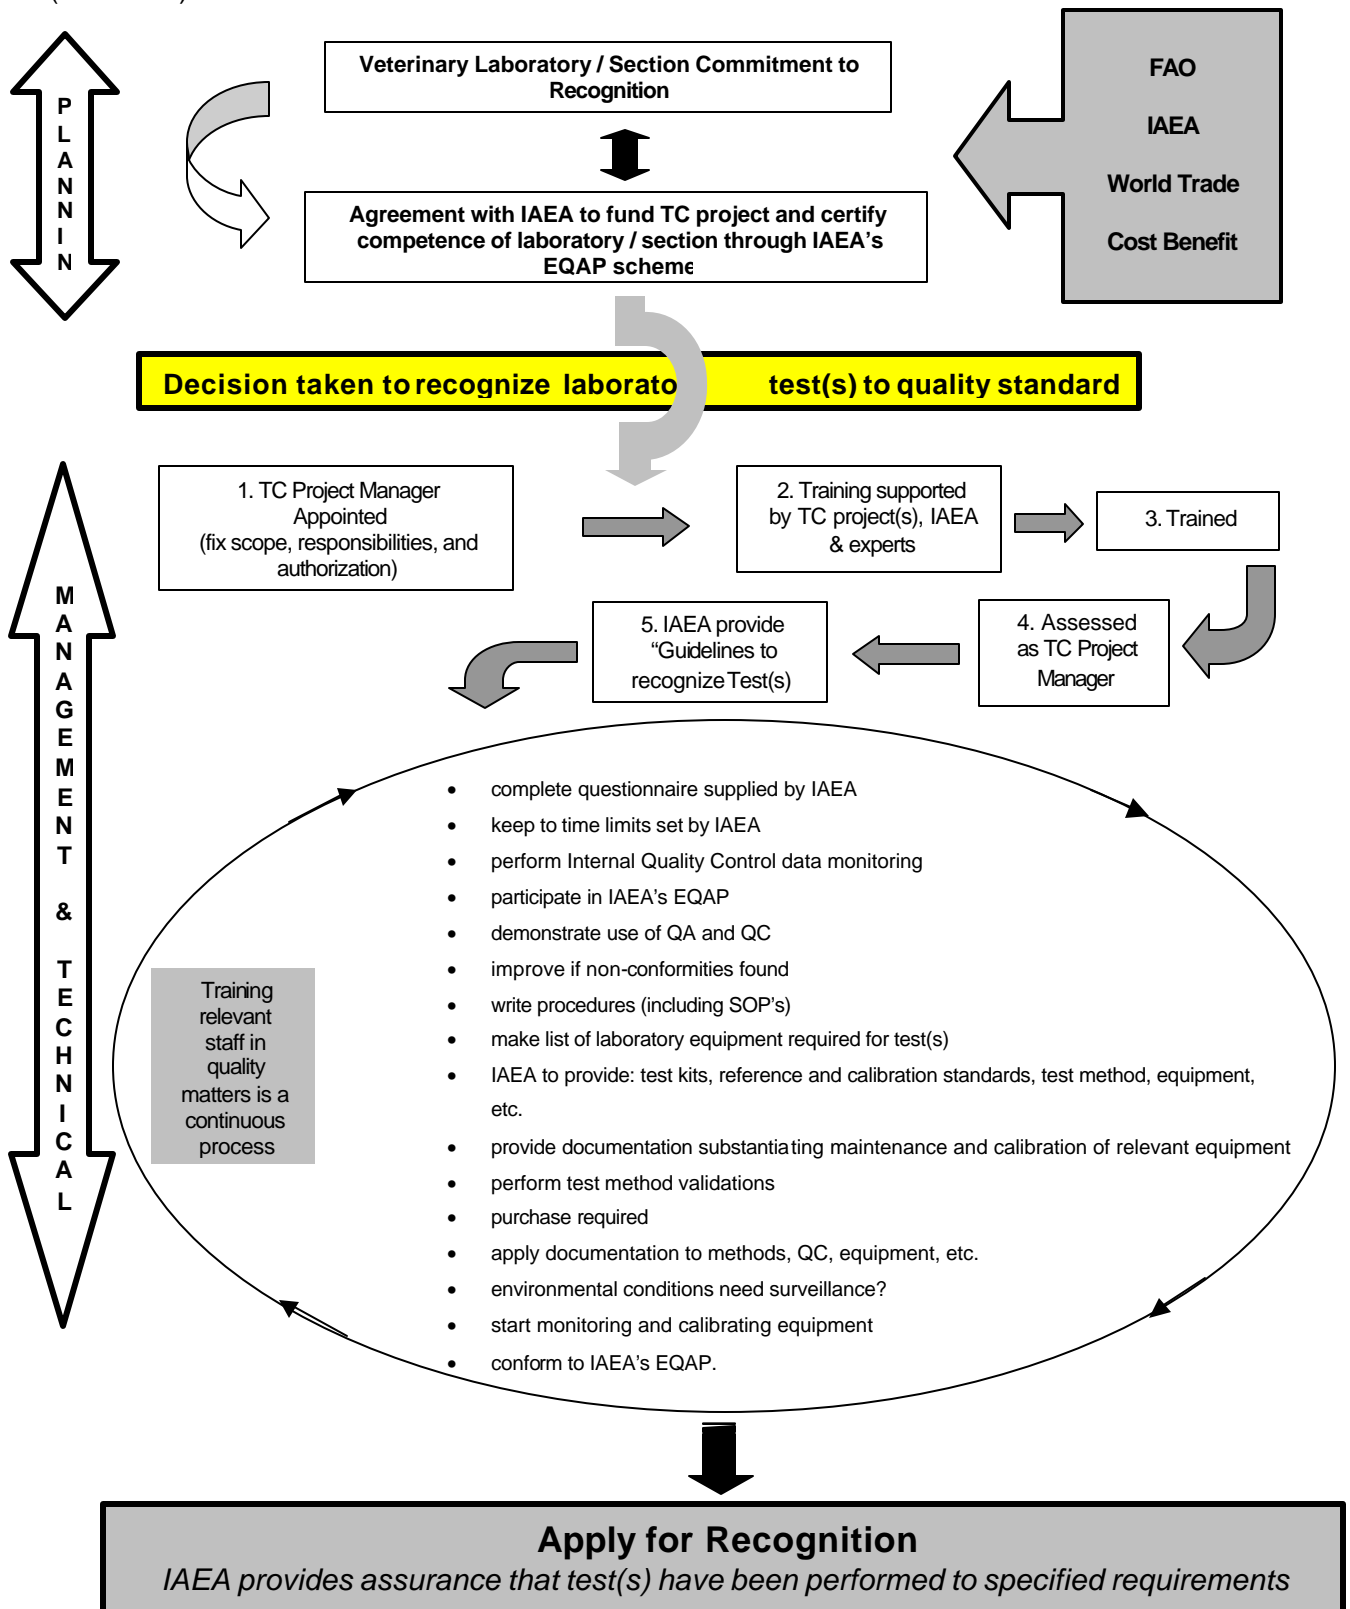 Veterinary Laboratory / Section Commitment to
Recognition
FAO
IAEA
World Trade
Cost Benefit
PLANNIN
Agreement with IAEA to fund TC project and certify
competence of laboratory / section through IAEA's
EQAP scheme
Decision taken to recognize laborato test(s) to quality standard
1. TC Project Manager
Appointed
(fix scope, responsibilities, and
authorization)
2. Training supported
by TC project(s), IAEA
& experts
3. Trained
4. Assessed
as TC Project
Manager
5. IAEA provide
“Guidelines to
recognize Test(s)
MANAGEMENT & TECHNICAL
• complete questionnaire supplied by IAEA
• keep to time limits set by IAEA
• perform Internal Quality Control data monitoring
• participate in IAEA's EQAP
• demonstrate use of QA and QC
• improve if non-conformities found
• write procedures (including SOP's)
• make list of laboratory equipment required for test(s)
• IAEA to provide: test kits, reference and calibration standards, test method, equipment,
etc.
• provide documentation substantiating maintenance and calibration of relevant equipment
• perform test method validations
• purchase required
• apply documentation to methods, QC, equipment, etc.
• environmental conditions need surveillance?
• start monitoring and calibrating equipment
• conform to IAEA's EQAP.
Training
relevant
staff in
quality
matters is a
continuous
process
Apply for Recognition
IAEA provides assurance that test(s) have been performed to specified requirements